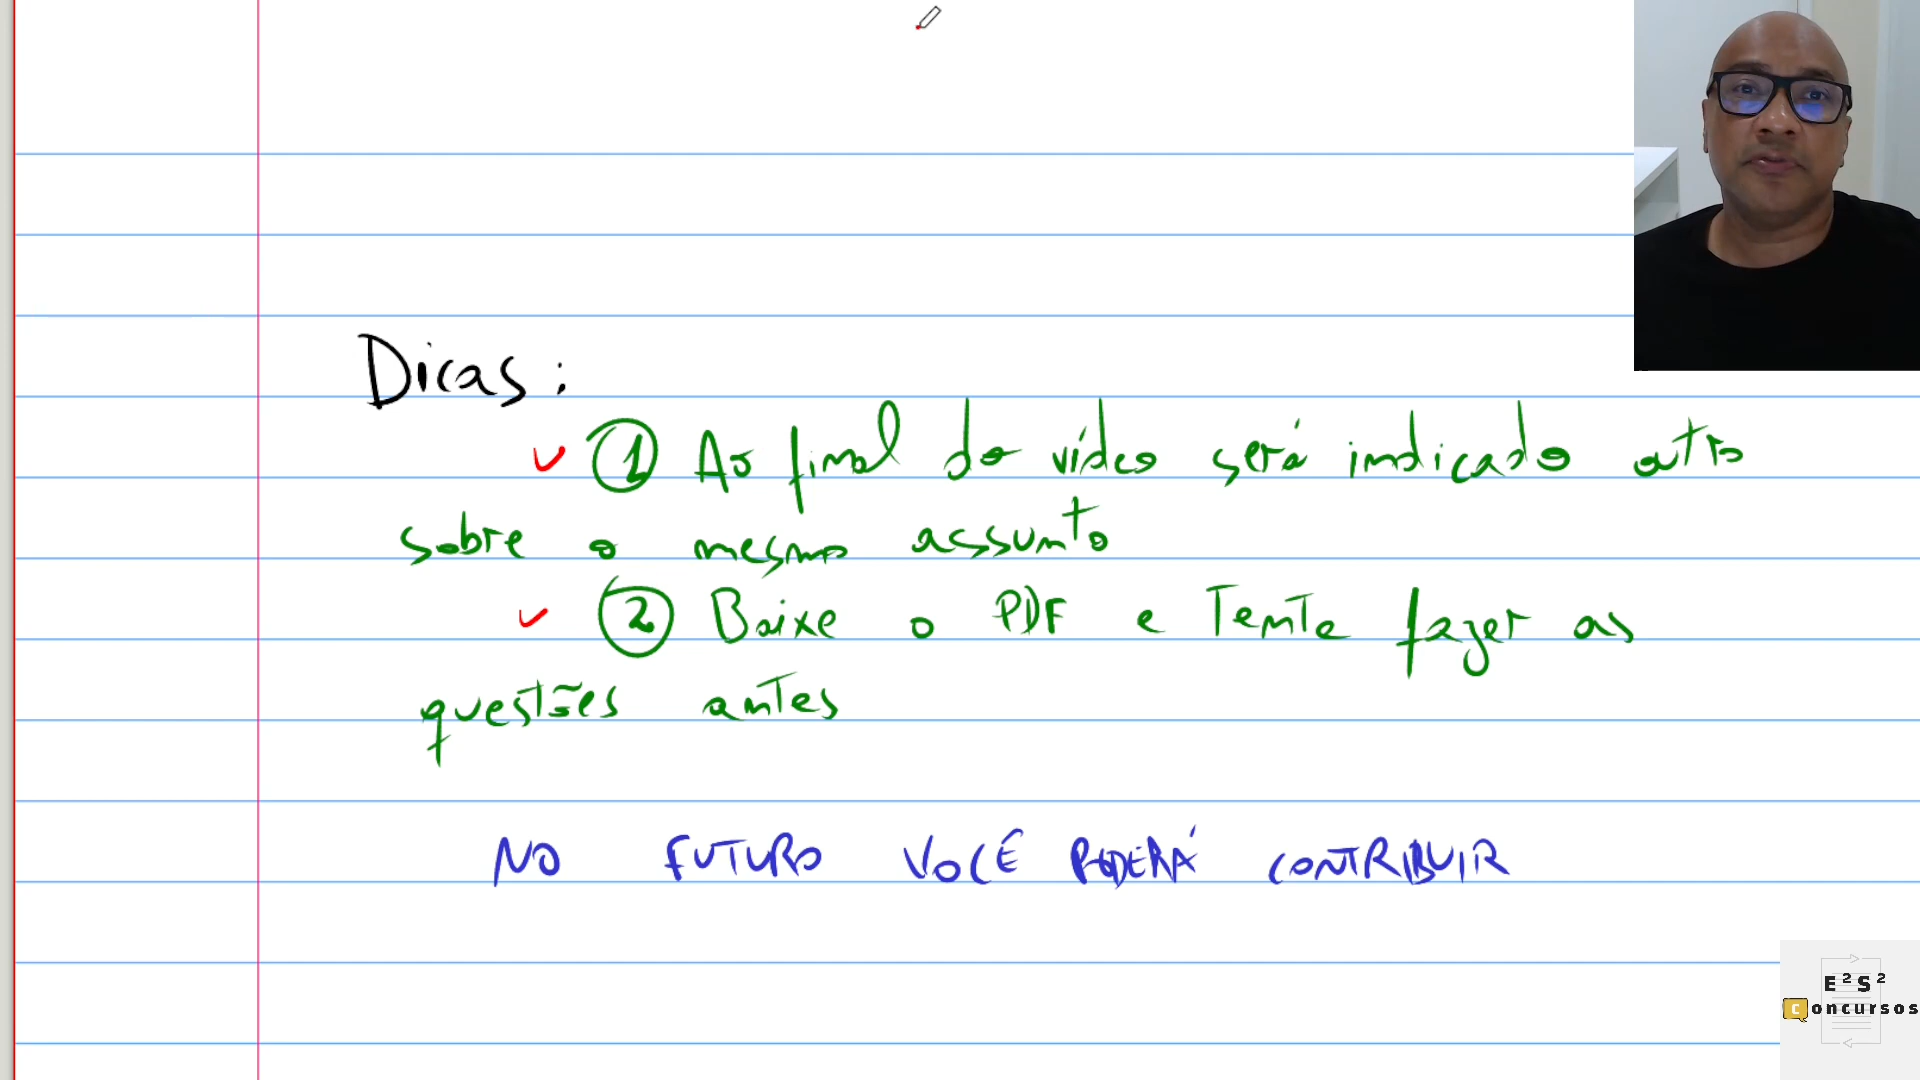 Dicas:
✓ ① Ao final do vídeo será indicado outro
sobre o mesmo assunto
✓ ② Baixe o PDF e Tente fazer as
questões antes
NO FUTURO VOCÊ PODERÁ CONTRIBUIR
E²S²
Concursos